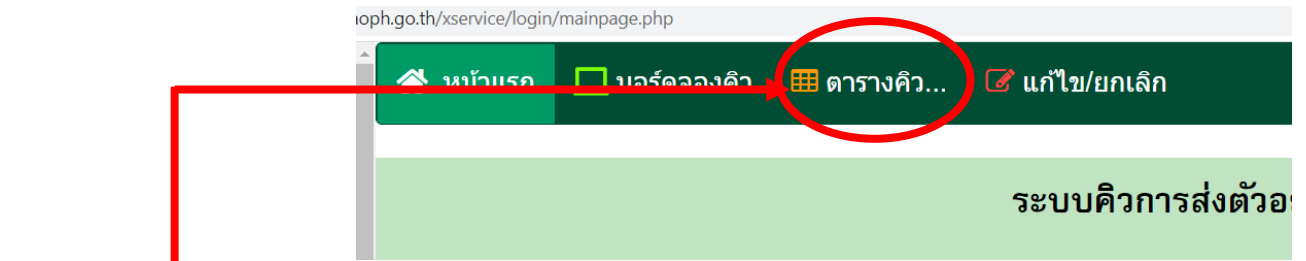 oph.go.th/xservice/login/mainpage.php
หน้าแรก บอร์ดจองคิว ตารางคิว... แก้ไข/ยกเลิก
ระบบคิวการส่งตัวอย